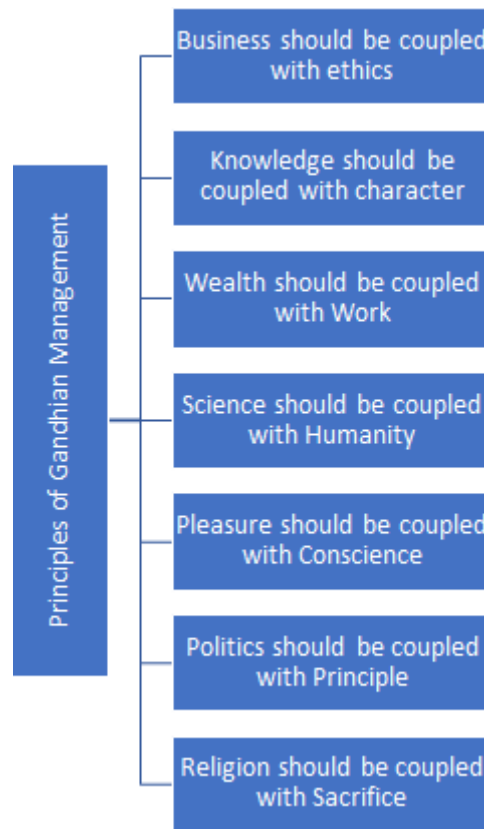 Principles of Gandhian Management
Business should be coupled
with ethics
Knowledge should be
coupled with character
Wealth should be coupled
with Work
Science should be coupled
with Humanity
Pleasure should be coupled
with Conscience
Politics should be coupled
with Principle
Religion should be coupled
with Sacrifice